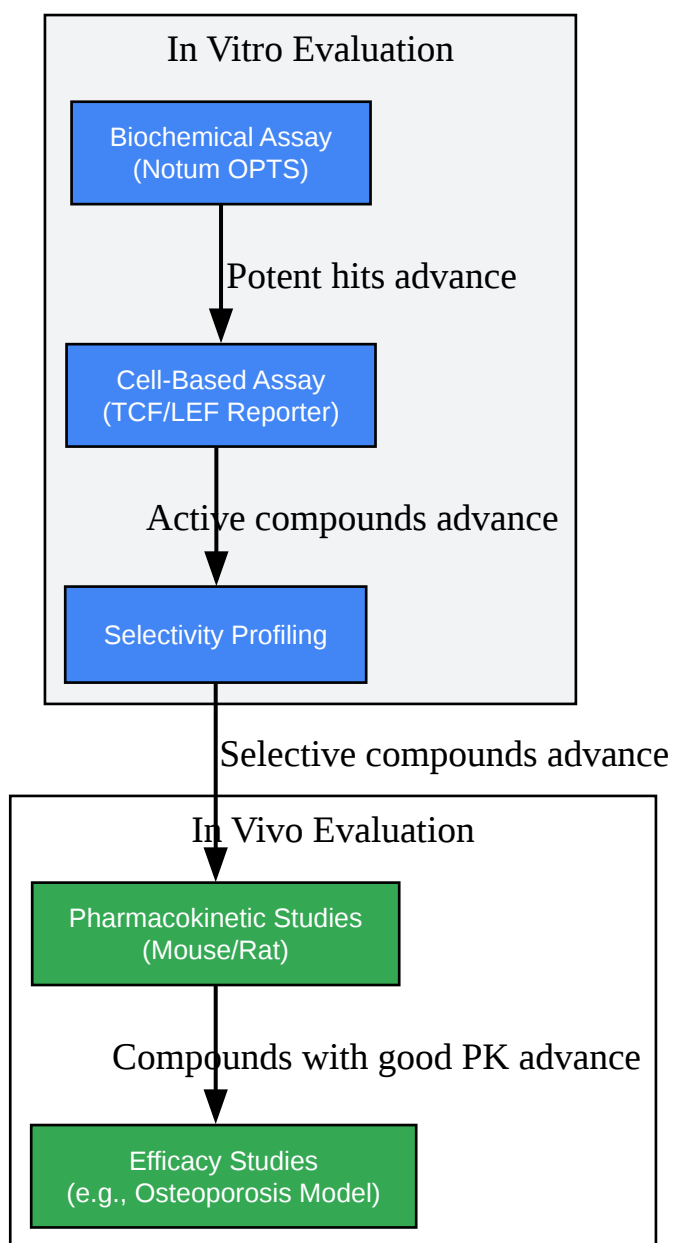 In Vitro Evaluation
Biochemical Assay
(Notum OPTS)
Potent hits advance
Cell-Based Assay
(TCF/LEF Reporter)
Active compounds advance
Selectivity Profiling
Selective compounds advance
In Vivo Evaluation
Pharmacokinetic Studies
(Mouse/Rat)
Compounds with good PK advance
Efficacy Studies
(e.g., Osteoporosis Model)